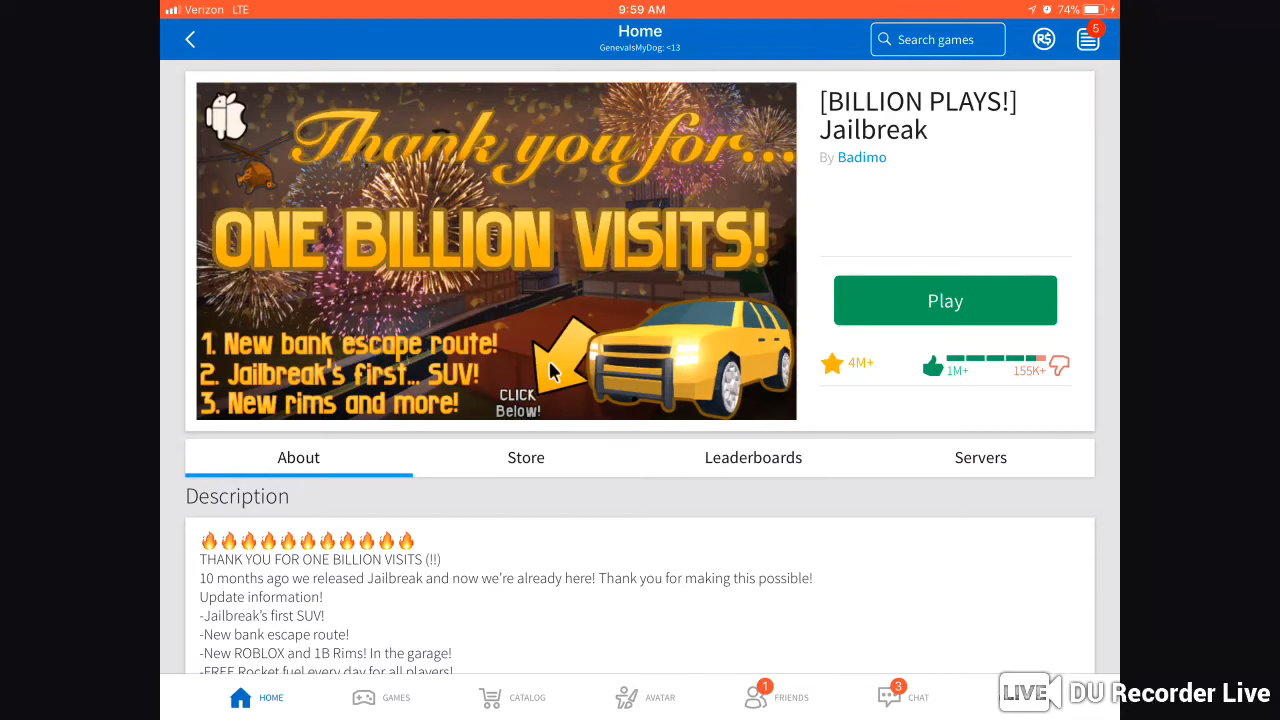 Verizon LTE 9:59 AM 74%
Home
GenevaIsMyDog: <13
Search games
R$
5
Thank you for...
ONE BILLION VISITS!
1. New bank escape route!
2. Jailbreak's first... SUV!
3. New rims and more!
CLICK
Below!
[BILLION PLAYS!]
Jailbreak
By Badimo
Play
4M+
1M+
155K+
About Store Leaderboards Servers
Description
THANK YOU FOR ONE BILLION VISITS (!!)
10 months ago we released Jailbreak and now we're already here! Thank you for making this possible!
Update information!
-Jailbreak's first SUV!
-New bank escape route!
-New ROBLOX and 1B Rims! In the garage!
-FREE Rocket fuel every day for all players!
HOME GAMES CATALOG AVATAR 1 FRIENDS 3 CHAT
LIVE DU Recorder Live